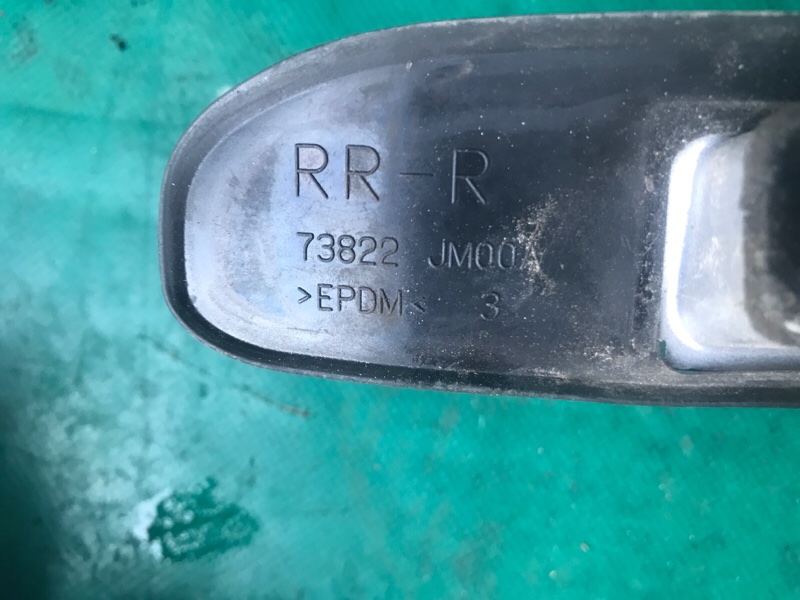 RR-R
73822 JM00A
>EPDM< 3